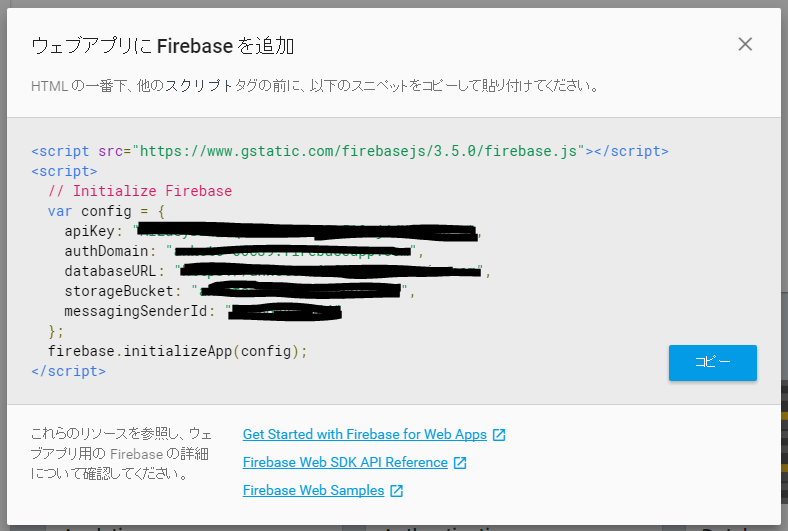 ウェブアプリに Firebase を追加
HTML の一番下、他のスクリプトタグの前に、以下のスニペットをコピーして貼り付けてください。
<script src="https://www.gstatic.com/firebasejs/3.5.0/firebase.js"></script>
<script>
// Initialize Firebase
var config = {
apiKey: "
authDomain: "
databaseURL: "
storageBucket: "
messagingSenderId: "
};
firebase.initializeApp(config);
</script>
コピー
これらのリソースを参照し、ウェ
ブアプリ用の Firebase の詳細
について確認してください。
Get Started with Firebase for Web Apps
Firebase Web SDK API Reference
Firebase Web Samples